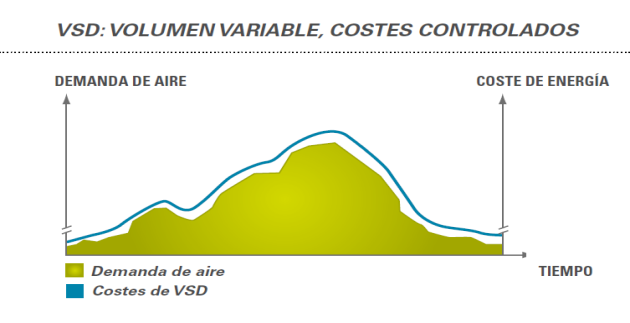 VSD: VOLUMEN VARIABLE, COSTES CONTROLADOS
DEMANDA DE AIRE
COSTE DE ENERGÍA
TIEMPO
Demanda de aire
Costes de VSD